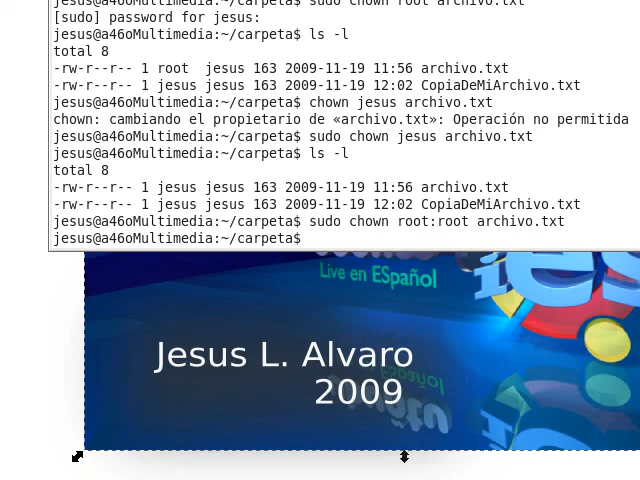 jesus@a46oMultimedia:~/carpeta$ sudo chown root archivo.txt
[sudo] password for jesus:
jesus@a46oMultimedia:~/carpeta$ ls -l
total 8
-rw-r--r-- 1 root  jesus 163 2009-11-19 11:56 archivo.txt
-rw-r--r-- 1 jesus jesus 163 2009-11-19 12:02 CopiaDeMiArchivo.txt
jesus@a46oMultimedia:~/carpeta$ chown jesus archivo.txt
chown: cambiando el propietario de «archivo.txt»: Operación no permitida
jesus@a46oMultimedia:~/carpeta$ sudo chown jesus archivo.txt
jesus@a46oMultimedia:~/carpeta$ ls -l
total 8
-rw-r--r-- 1 jesus jesus 163 2009-11-19 11:56 archivo.txt
-rw-r--r-- 1 jesus jesus 163 2009-11-19 12:02 CopiaDeMiArchivo.txt
jesus@a46oMultimedia:~/carpeta$ sudo chown root:root archivo.txt
jesus@a46oMultimedia:~/carpeta$
Live en ESpañol
Jesus L. Alvaro
2009